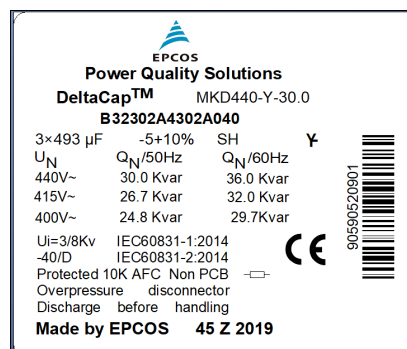 EPCOS
Power Quality Solutions
DeltaCap™ MKD440-Y-30.0
B32302A4302A040
3×493 µF -5+10% SH Y
UN QN/50Hz QN/60Hz
440V~ 30.0 Kvar 36.0 Kvar
415V~ 26.7 Kvar 32.0 Kvar
400V~ 24.8 Kvar 29.7Kvar
Ui=3/8Kv IEC60831-1:2014
-40/D IEC60831-2:2014
Protected 10K AFC Non PCB
Overpressure disconnector
Discharge before handling
Made by EPCOS 45 Z 2019
CE
90590520901